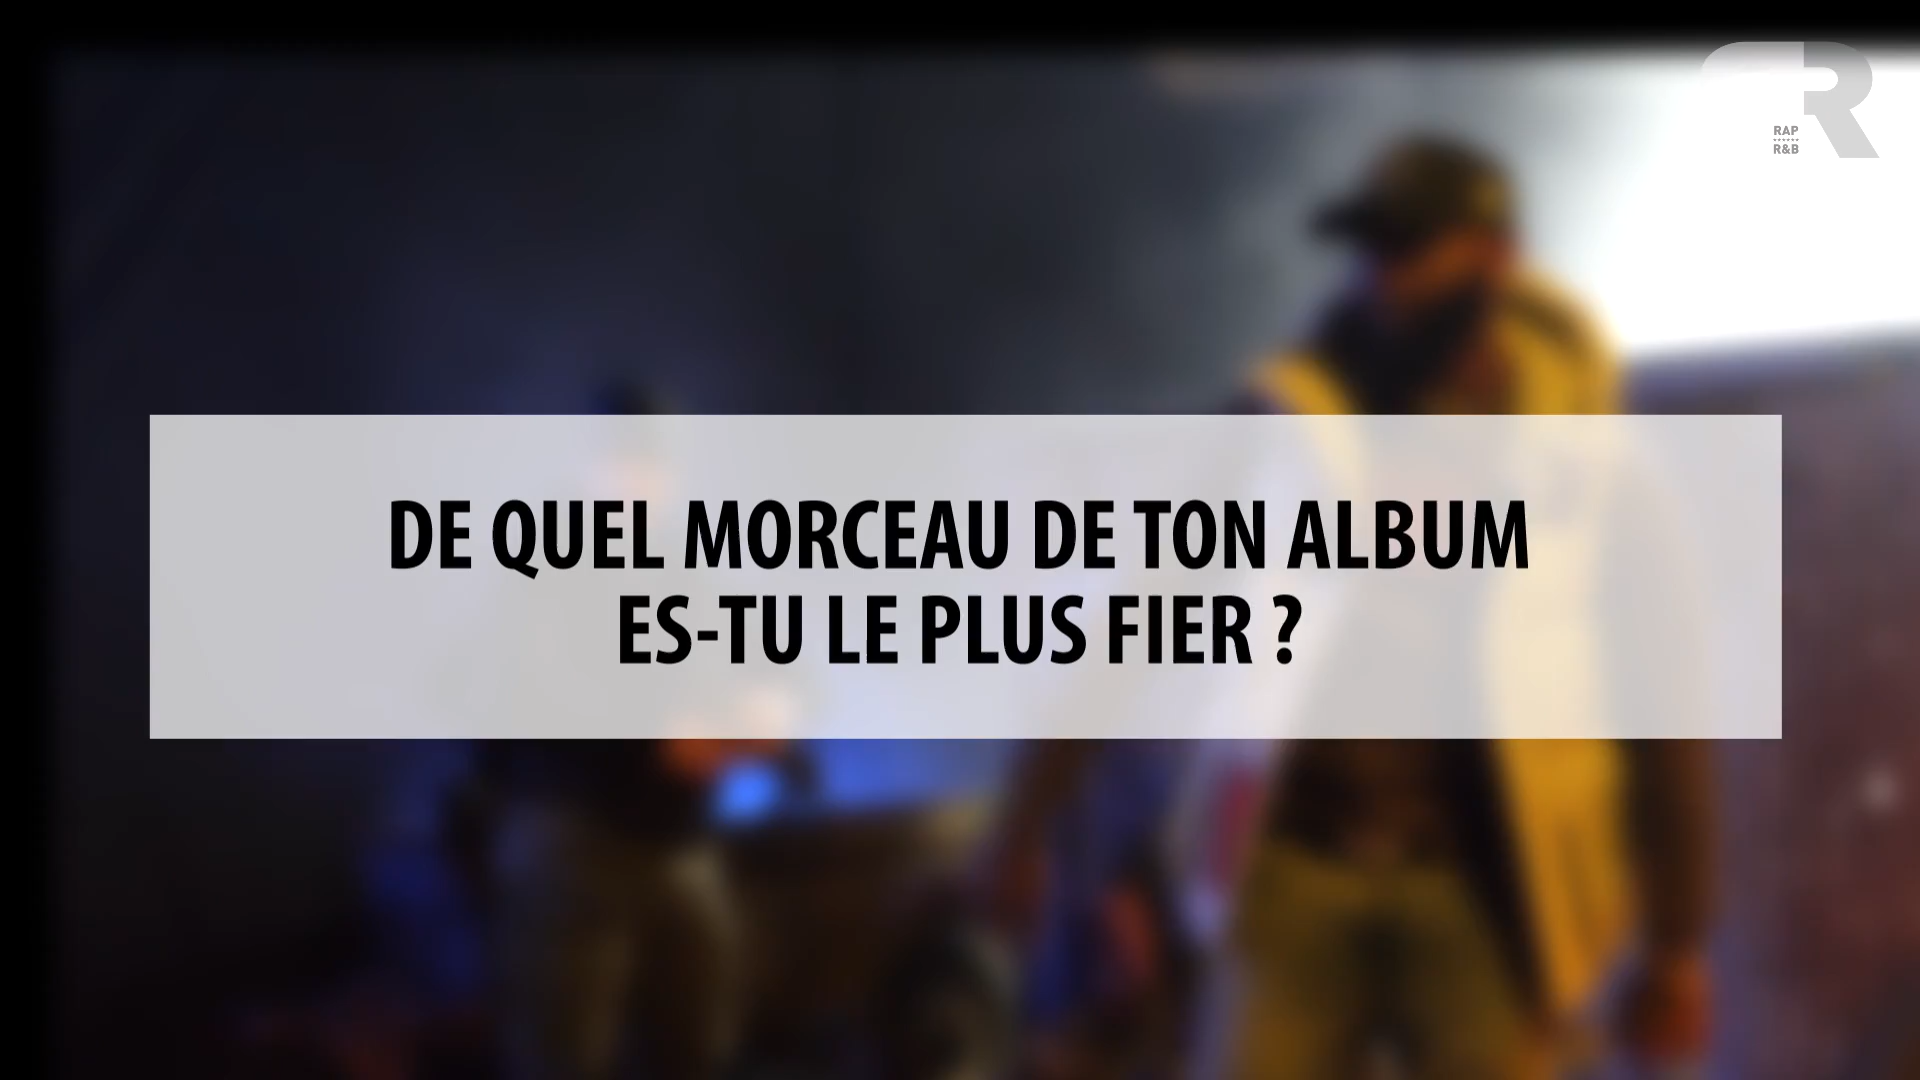 RAP
R&B
DE QUEL MORCEAU DE TON ALBUM
ES-TU LE PLUS FIER ?